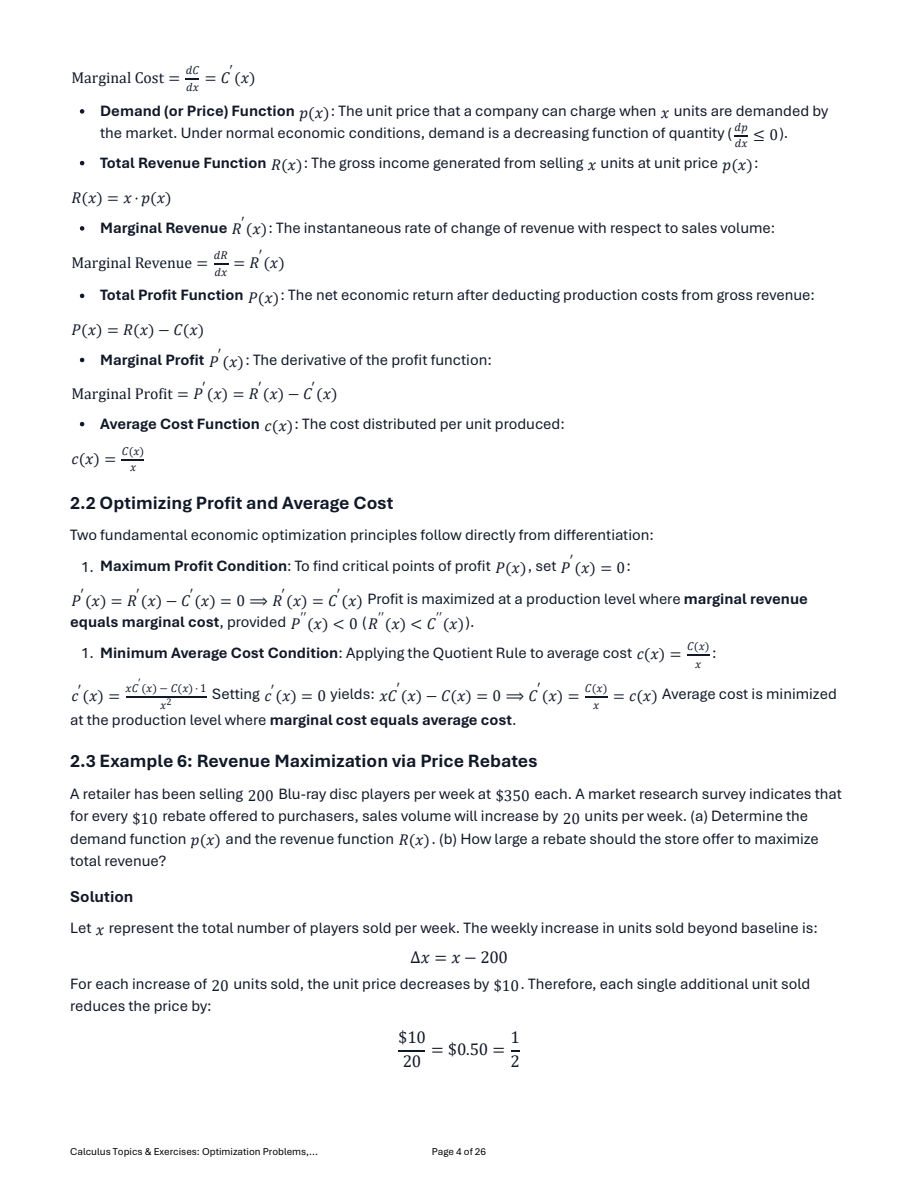 Marginal Cost = dC/dx = C′(x)
• Demand (or Price) Function p(x): The unit price that a company can charge when x units are demanded by
the market. Under normal economic conditions, demand is a decreasing function of quantity (dp/dx ≤ 0).
• Total Revenue Function R(x): The gross income generated from selling x units at unit price p(x):
R(x) = x · p(x)
• Marginal Revenue R′(x): The instantaneous rate of change of revenue with respect to sales volume:
Marginal Revenue = dR/dx = R′(x)
• Total Profit Function P(x): The net economic return after deducting production costs from gross revenue:
P(x) = R(x) − C(x)
• Marginal Profit P′(x): The derivative of the profit function:
Marginal Profit = P′(x) = R′(x) − C′(x)
• Average Cost Function c(x): The cost distributed per unit produced:
c(x) = C(x)/x
2.2 Optimizing Profit and Average Cost
Two fundamental economic optimization principles follow directly from differentiation:
1. Maximum Profit Condition: To find critical points of profit P(x), set P′(x) = 0:
P′(x) = R′(x) − C′(x) = 0 ⟹ R′(x) = C′(x) Profit is maximized at a production level where marginal revenue
equals marginal cost, provided P″(x) < 0 (R″(x) < C″(x)).
1. Minimum Average Cost Condition: Applying the Quotient Rule to average cost c(x) = C(x)/x:
c′(x) = (xC′(x) − C(x)·1)/x² Setting c′(x) = 0 yields: xC′(x) − C(x) = 0 ⟹ C′(x) = C(x)/x = c(x) Average cost is minimized
at the production level where marginal cost equals average cost.
2.3 Example 6: Revenue Maximization via Price Rebates
A retailer has been selling 200 Blu-ray disc players per week at $350 each. A market research survey indicates that
for every $10 rebate offered to purchasers, sales volume will increase by 20 units per week. (a) Determine the
demand function p(x) and the revenue function R(x). (b) How large a rebate should the store offer to maximize
total revenue?
Solution
Let x represent the total number of players sold per week. The weekly increase in units sold beyond baseline is:
Δx = x − 200
For each increase of 20 units sold, the unit price decreases by $10. Therefore, each single additional unit sold
reduces the price by:
$10/20 = $0.50 = 1/2
Calculus Topics & Exercises: Optimization Problems,... Page 4 of 26